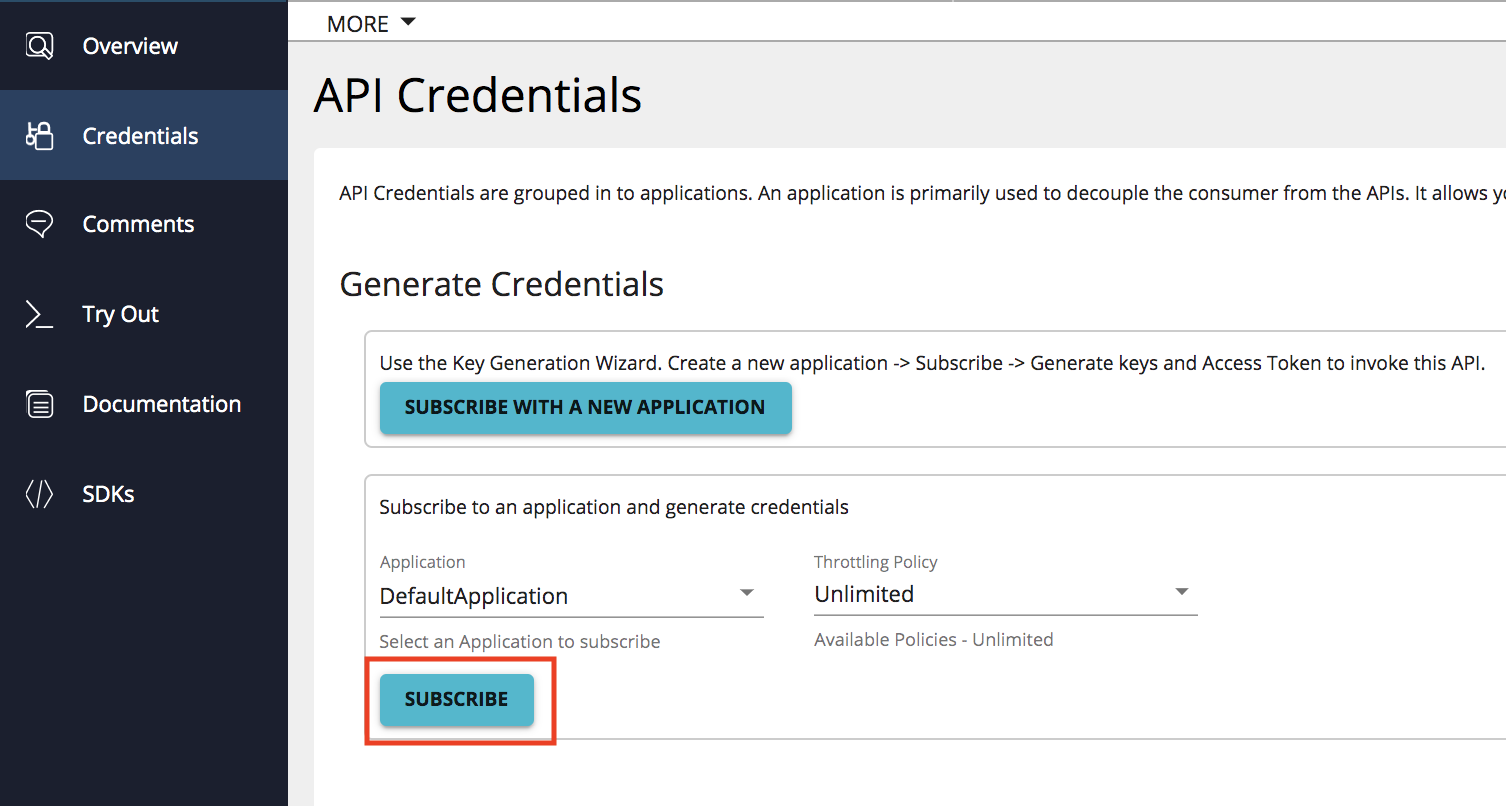 Overview
Credentials
Comments
Try Out
Documentation
SDKs
MORE
API Credentials
API Credentials are grouped in to applications. An application is primarily used to decouple the consumer from the APIs. It allows
Generate Credentials
Use the Key Generation Wizard. Create a new application -> Subscribe -> Generate keys and Access Token to invoke this API.
SUBSCRIBE WITH A NEW APPLICATION
Subscribe to an application and generate credentials
Application
DefaultApplication
Select an Application to subscribe
Throttling Policy
Unlimited
Available Policies - Unlimited
SUBSCRIBE